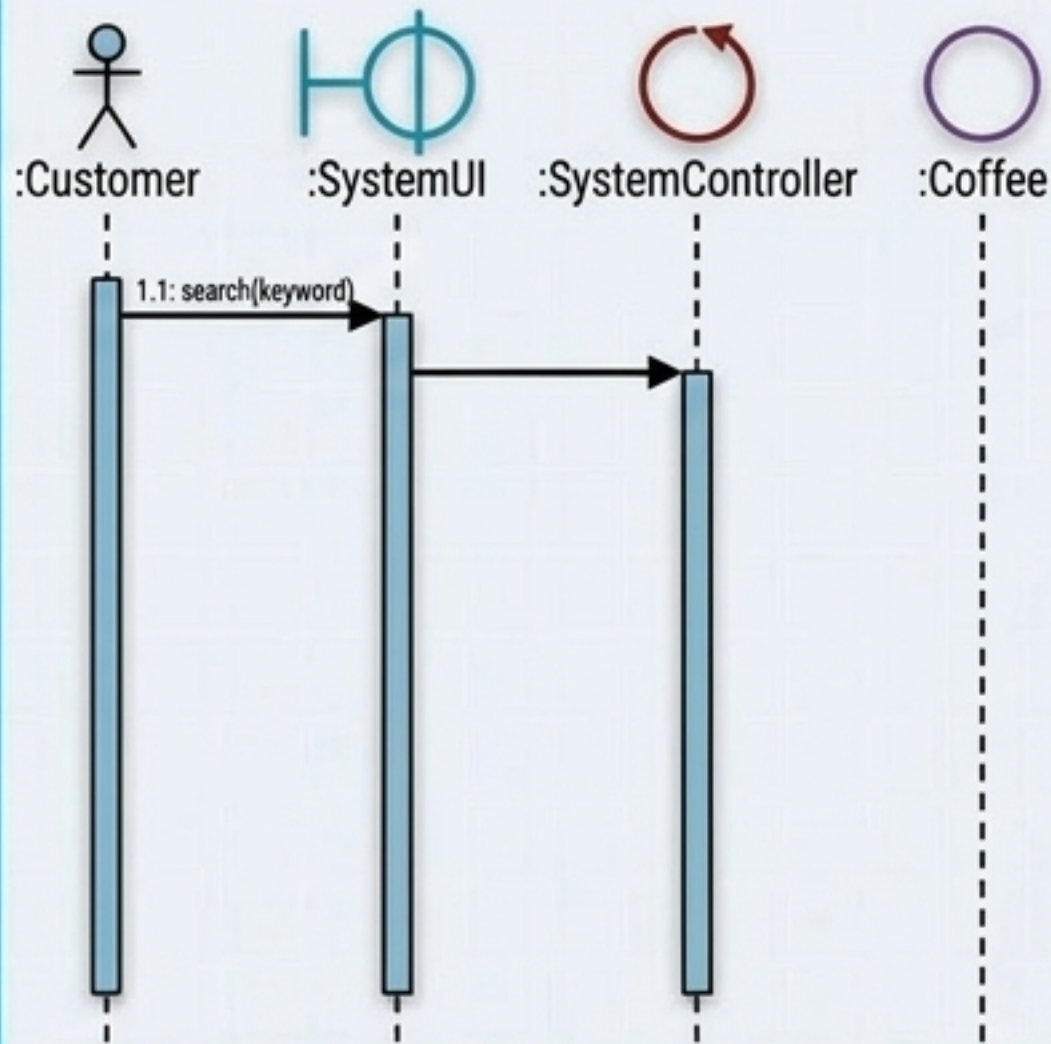 :Customer
:SystemUI
:SystemController
:Coffee
1.1: search(keyword)